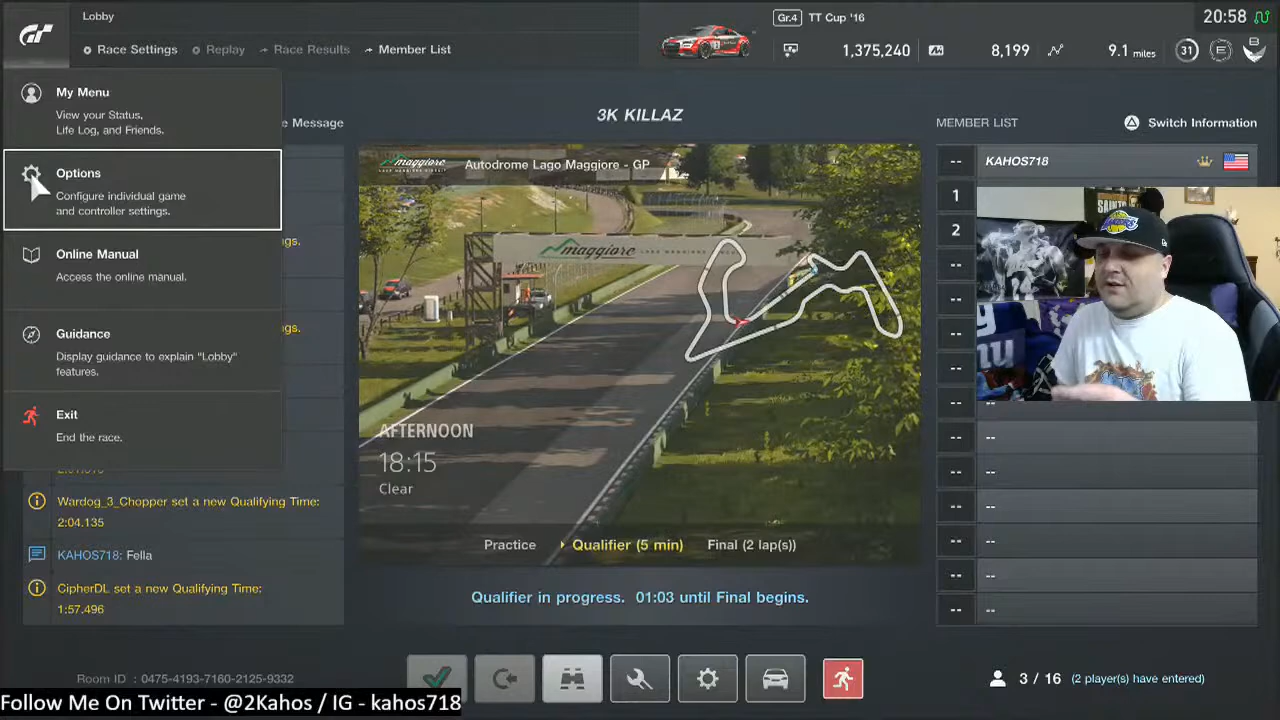 Lobby
Race Settings
Replay
Race Results
Member List
Gr.4 TT Cup '16
1,375,240
8,199
9.1 miles
31
E
B
20:58
My Menu
View your Status,
Life Log, and Friends.
Options
Configure individual game
and controller settings.
Online Manual
Access the online manual.
Guidance
Display guidance to explain "Lobby"
features.
Exit
End the race.
e Message
gs.
gs.
Wardog_3_Chopper set a new Qualifying Time:
2:04.135
KAHOS718: Fella
CipherDL set a new Qualifying Time:
1:57.496
3K KILLAZ
maggiore
Autodrome Lago Maggiore - GP
maggiore
AFTERNOON
18:15
Clear
Practice
Qualifier (5 min)
Final (2 lap(s))
Qualifier in progress. 01:03 until Final begins.
MEMBER LIST
Switch Information
-- KAHOS718
1
2
--
--
--
--
--
-- --
-- --
-- --
-- --
-- --
-- --
SAINTS
Room ID : 0475-4193-7160-2125-9332
3 / 16 (2 player(s) have entered)
Follow Me On Twitter - @2Kahos / IG - kahos718